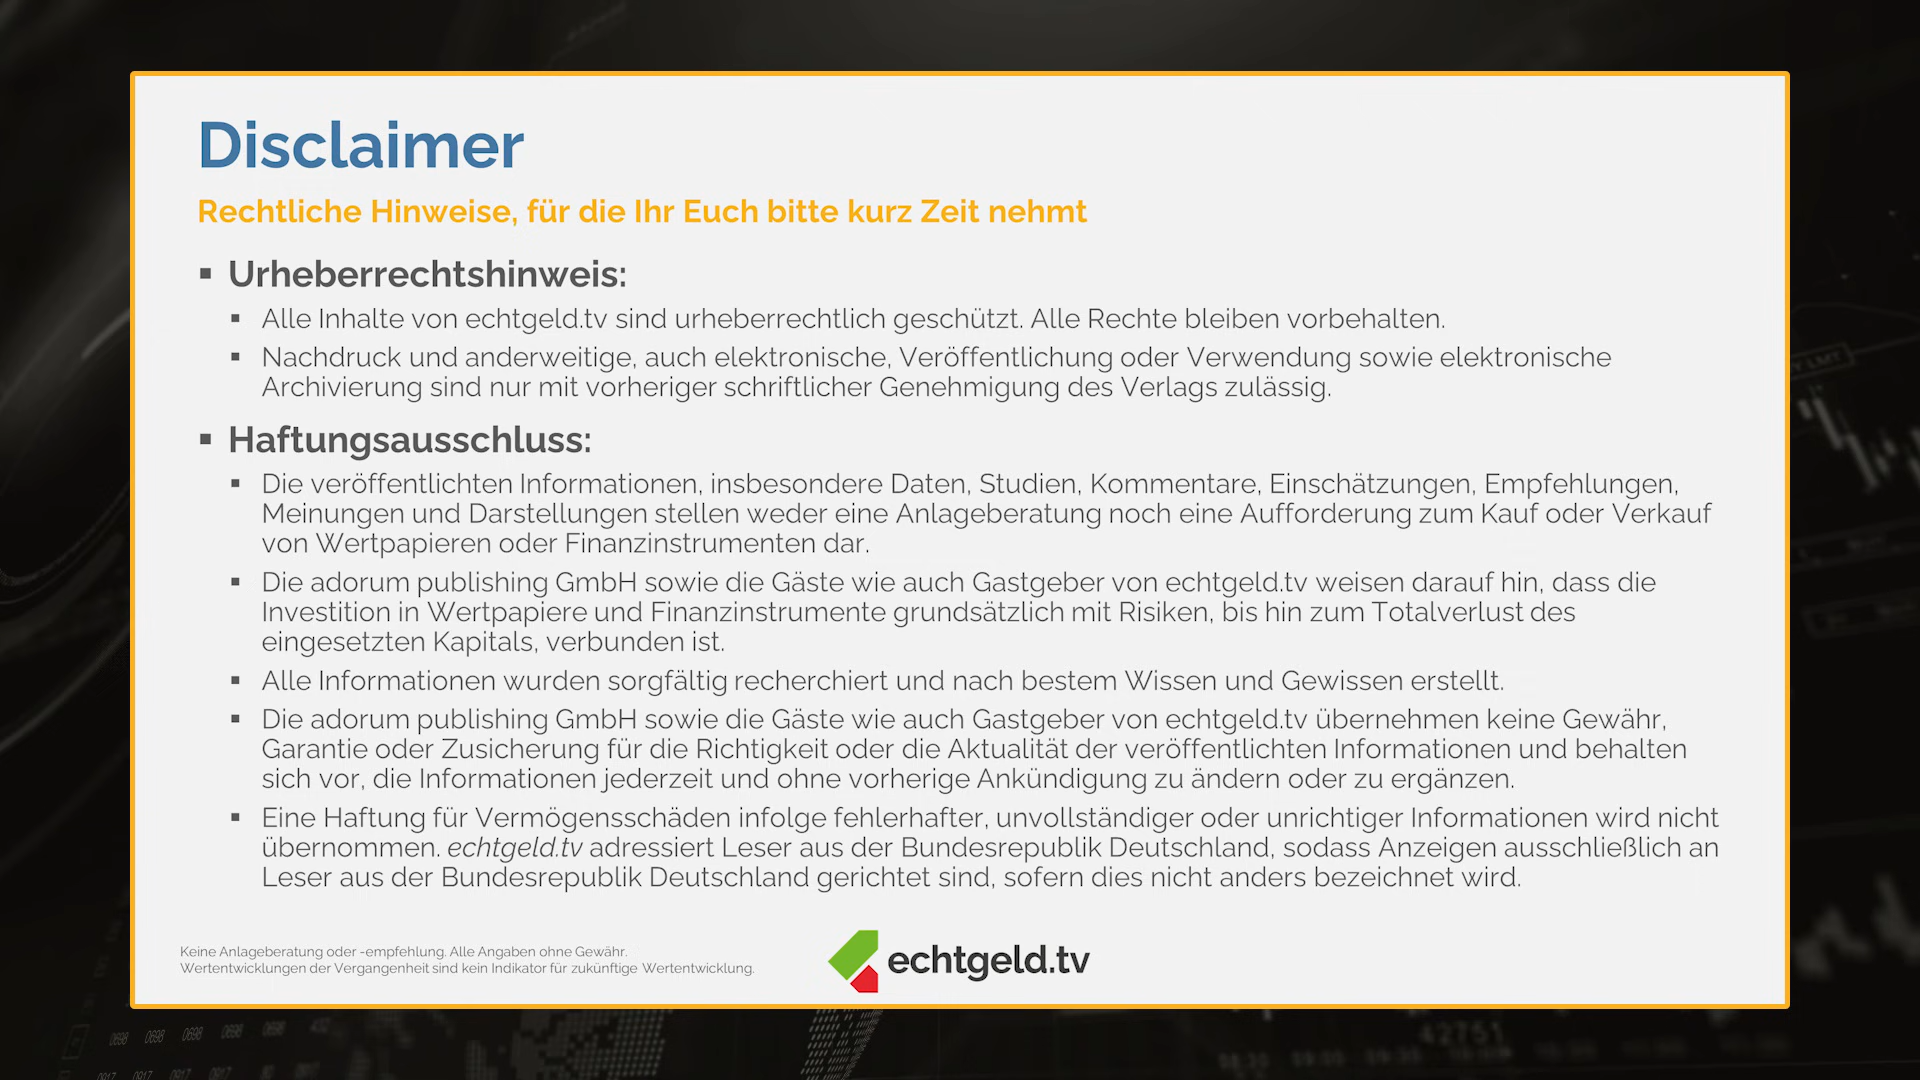 Disclaimer
Rechtliche Hinweise, für die Ihr Euch bitte kurz Zeit nehmt
▪ Urheberrechtshinweis:
▪ Alle Inhalte von echtgeld.tv sind urheberrechtlich geschützt. Alle Rechte bleiben vorbehalten.
▪ Nachdruck und anderweitige, auch elektronische, Veröffentlichung oder Verwendung sowie elektronische
Archivierung sind nur mit vorheriger schriftlicher Genehmigung des Verlags zulässig.
▪ Haftungsausschluss:
▪ Die veröffentlichten Informationen, insbesondere Daten, Studien, Kommentare, Einschätzungen, Empfehlungen,
Meinungen und Darstellungen stellen weder eine Anlageberatung noch eine Aufforderung zum Kauf oder Verkauf
von Wertpapieren oder Finanzinstrumenten dar.
▪ Die adorum publishing GmbH sowie die Gäste wie auch Gastgeber von echtgeld.tv weisen darauf hin, dass die
Investition in Wertpapiere und Finanzinstrumente grundsätzlich mit Risiken, bis hin zum Totalverlust des
eingesetzten Kapitals, verbunden ist.
▪ Alle Informationen wurden sorgfältig recherchiert und nach bestem Wissen und Gewissen erstellt.
▪ Die adorum publishing GmbH sowie die Gäste wie auch Gastgeber von echtgeld.tv übernehmen keine Gewähr,
Garantie oder Zusicherung für die Richtigkeit oder die Aktualität der veröffentlichten Informationen und behalten
sich vor, die Informationen jederzeit und ohne vorherige Ankündigung zu ändern oder zu ergänzen.
▪ Eine Haftung für Vermögensschäden infolge fehlerhafter, unvollständiger oder unrichtiger Informationen wird nicht
übernommen. echtgeld.tv adressiert Leser aus der Bundesrepublik Deutschland, sodass Anzeigen ausschließlich an
Leser aus der Bundesrepublik Deutschland gerichtet sind, sofern dies nicht anders bezeichnet wird.
Keine Anlageberatung oder -empfehlung. Alle Angaben ohne Gewähr.
Wertentwicklungen der Vergangenheit sind kein Indikator für zukünftige Wertentwicklung.
echtgeld.tv
0698 0698 0698 0698 0698
42751
0917 0917 0917 0917